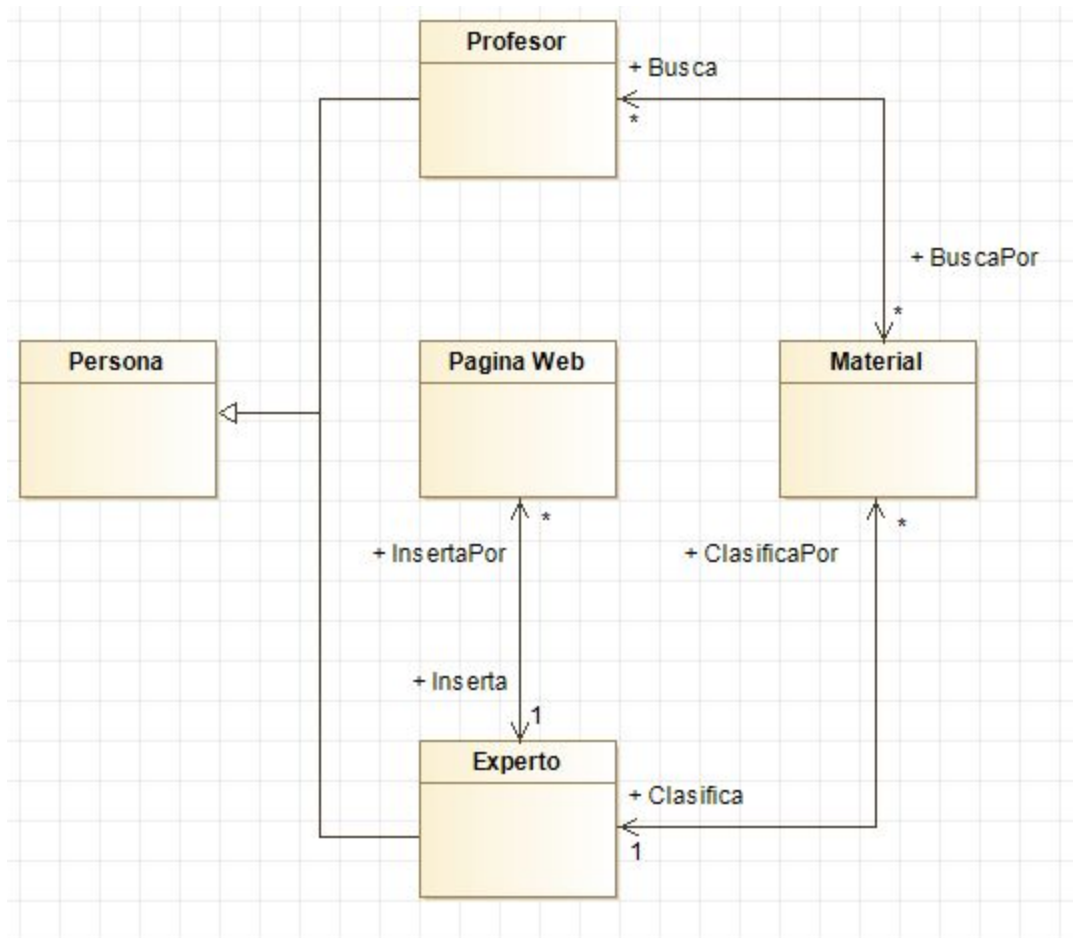 Profesor
+ Busca
*
+ BuscaPor
*
Persona
Pagina Web
Material
*
*
+ InsertaPor
+ ClasificaPor
+ Inserta
1
Experto
+ Clasifica
1